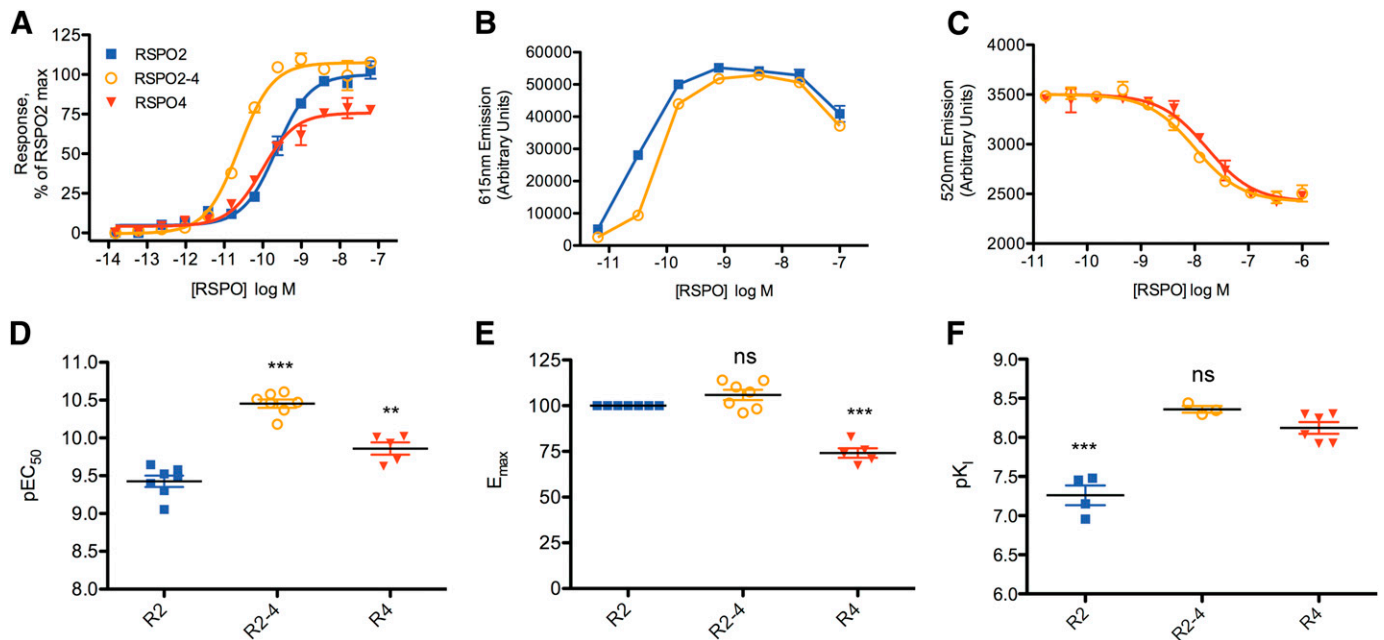 A
125
100
75
50
25
0
Response,
% of RSPO2 max
RSPO2
RSPO2-4
RSPO4
-14 -13 -12 -11 -10 -9 -8 -7
[RSPO] log M
B
60000
50000
40000
30000
20000
10000
0
615nm Emission
(Arbitrary Units)
-11 -10 -9 -8 -7
[RSPO] log M
C
4000
3500
3000
2500
2000
520nm Emission
(Arbitrary Units)
-11 -10 -9 -8 -7 -6
[RSPO] log M
D
11.0
10.5
10.0
9.5
9.0
8.5
8.0
pEC50
***
**
R2 R2-4 R4
E
125
100
75
50
25
0
Emax
ns
***
R2 R2-4 R4
F
9.0
8.5
8.0
7.5
7.0
6.5
6.0
pKI
***
ns
R2 R2-4 R4